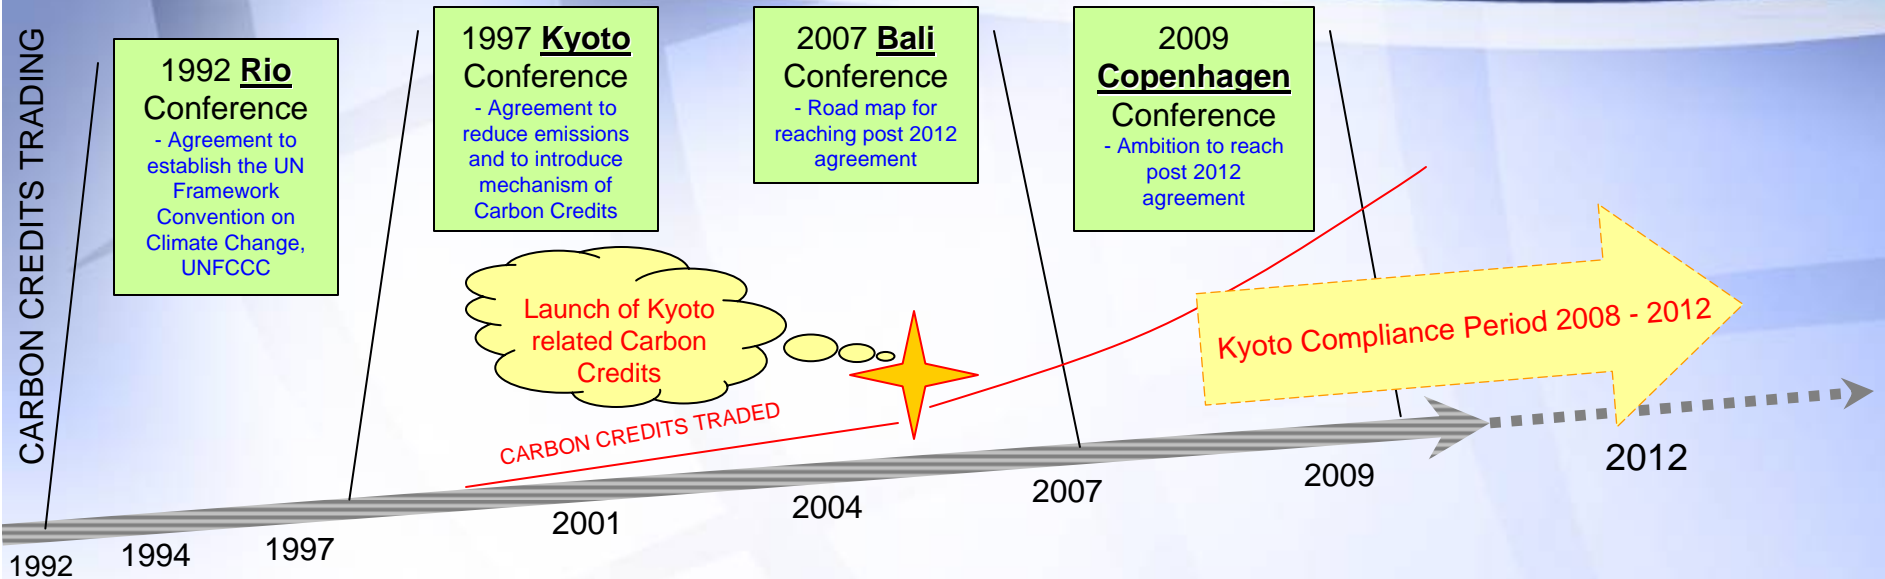 CARBON CREDITS TRADING
1992 Rio
Conference
- Agreement to
establish the UN
Framework
Convention on
Climate Change,
UNFCCC
1997 Kyoto
Conference
- Agreement to
reduce emissions
and to introduce
mechanism of
Carbon Credits
2007 Bali
Conference
- Road map for
reaching post 2012
agreement
2009
Copenhagen
Conference
- Ambition to reach
post 2012
agreement
Launch of Kyoto
related Carbon
Credits
Kyoto Compliance Period 2008 - 2012
CARBON CREDITS TRADED
1992
1994
1997
2001
2004
2007
2009
2012